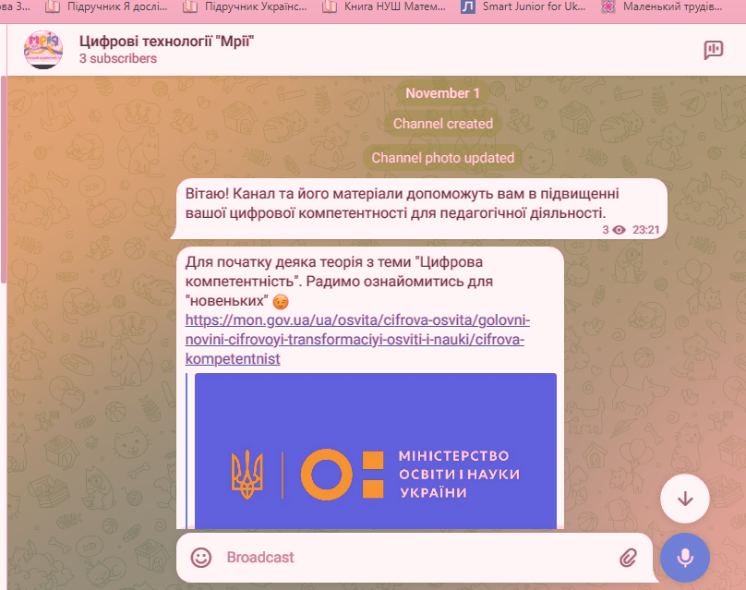 ова З... Підручник Я дослі... Підручник Українс... Книга НУШ Матем... Smart Junior for Uk... Маленький трудів...
Цифрові технології "Мрії"
3 subscribers
November 1
Channel created
Channel photo updated
Вітаю! Канал та його матеріали допоможуть вам в підвищенні
вашої цифрової компетентності для педагогічної діяльності.
3 23:21
Для початку деяка теорія з теми "Цифрова
компетентність". Радимо ознайомитись для
"новеньких"
https://mon.gov.ua/ua/osvita/cifrova-osvita/golovni-
novini-cifrovoyi-transformaciyi-osviti-i-nauki/cifrova-
kompetentnist
МІНІСТЕРСТВО
ОСВІТИ І НАУКИ
УКРАЇНИ
Broadcast